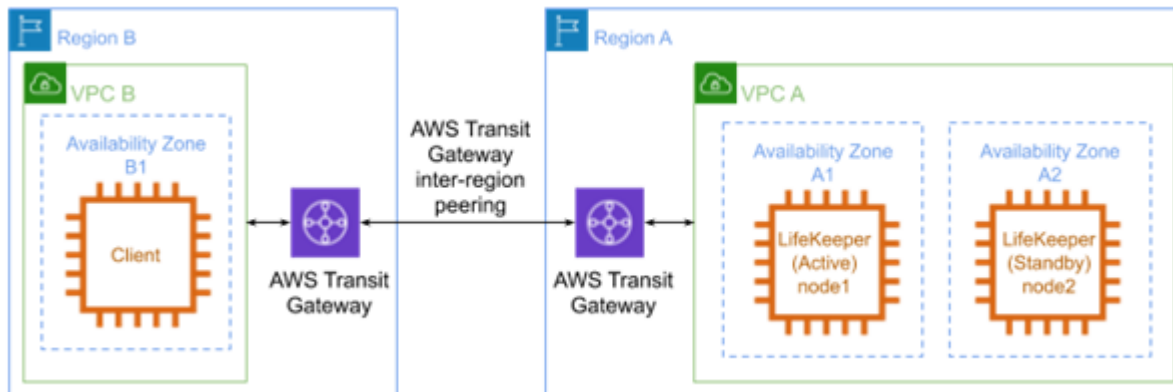 Region B
VPC B
Availability Zone
B1
Client
AWS Transit
Gateway
AWS Transit
Gateway
inter-region
peering
AWS Transit
Gateway
Region A
VPC A
Availability Zone
A1
LifeKeeper
(Active)
node1
Availability Zone
A2
LifeKeeper
(Standby)
node2